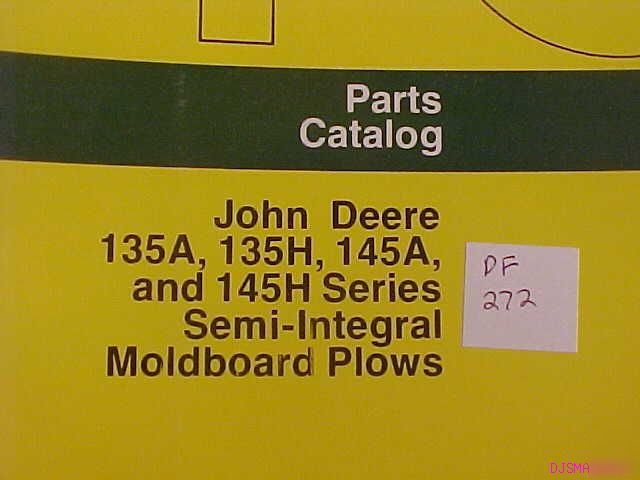 Parts
Catalog
John Deere
135A, 135H, 145A,
and 145H Series
Semi-Integral
Moldboard Plows
DF
272
DJSMA